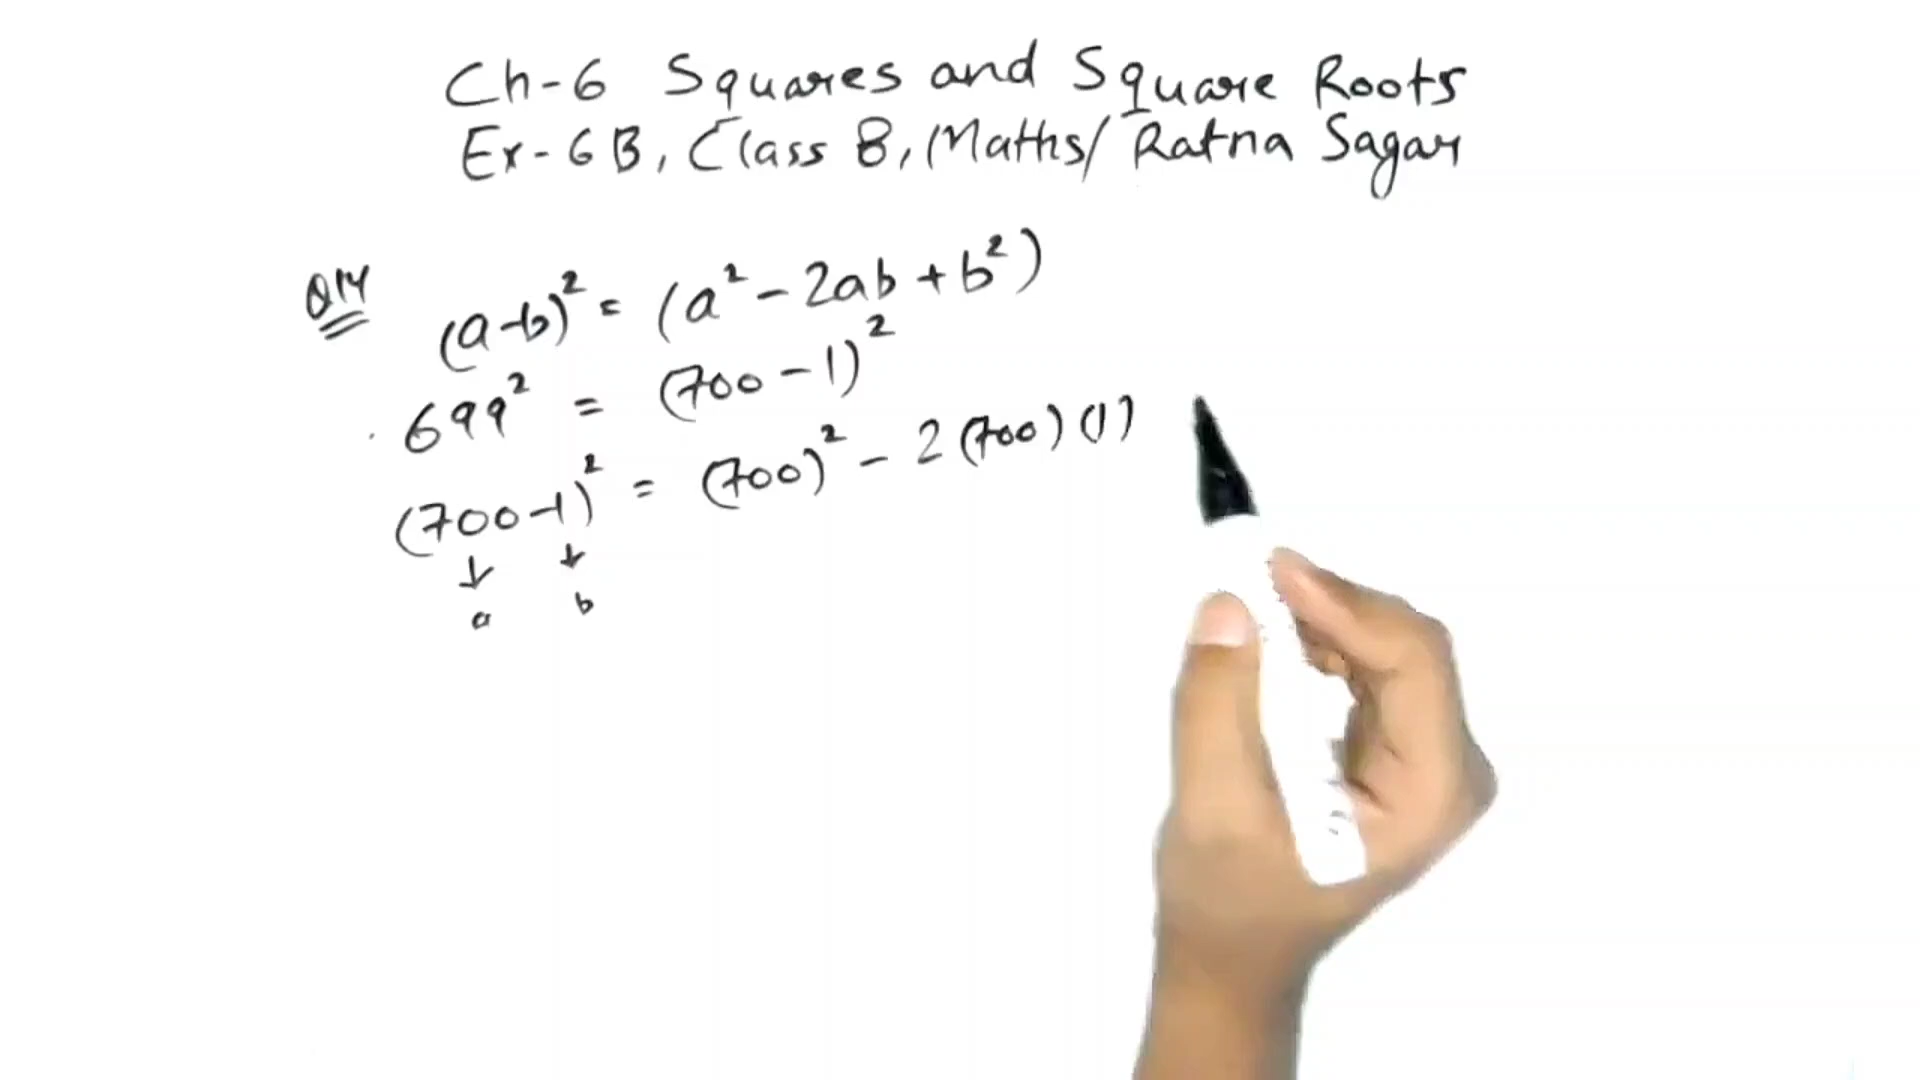 Ch-6 Squares and Square Roots
Ex-6B, Class 8, Maths/ Ratna Sagar
Q14 (a-b)² = (a² - 2ab + b²)
699² = (700 - 1)²
(700-1)² = (700)² - 2(700)(1)
a b